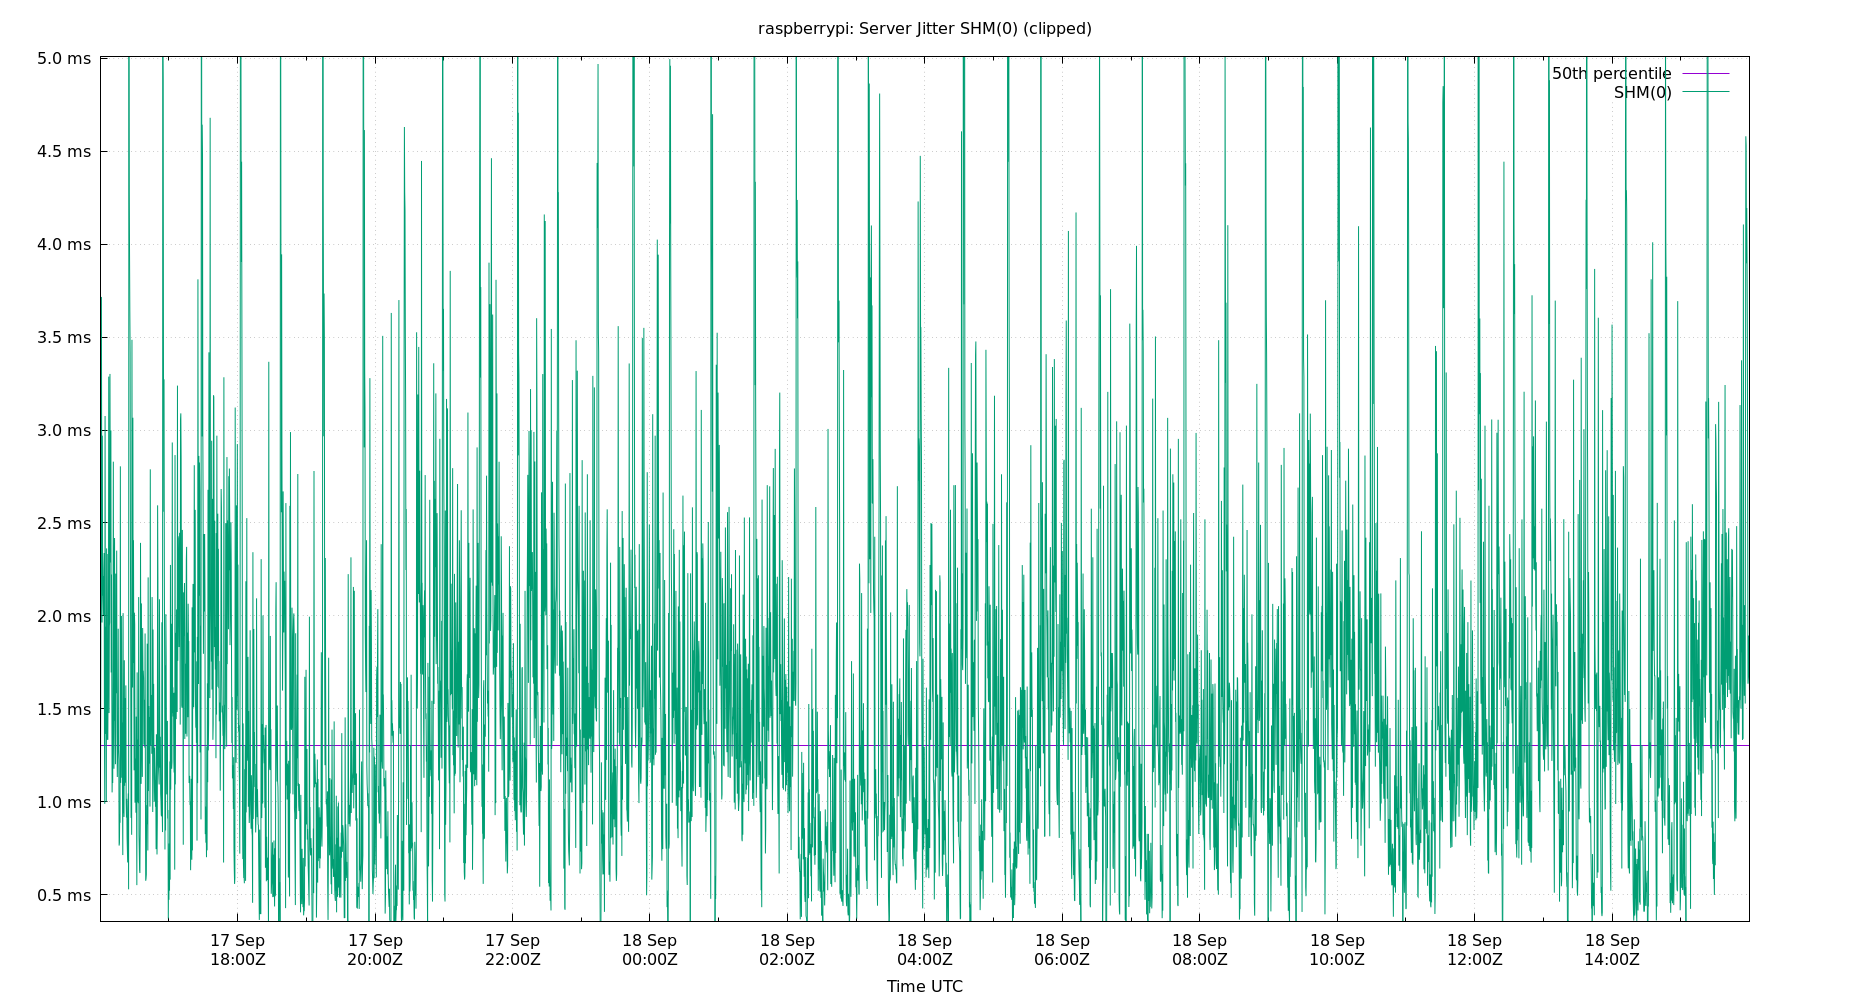 raspberrypi: Server Jitter SHM(0) (clipped)
5.0 ms
50th percentile
SHM(0)
4.5 ms
4.0 ms
3.5 ms
3.0 ms
2.5 ms
2.0 ms
1.5 ms
1.0 ms
0.5 ms
17 Sep 17 Sep 17 Sep 18 Sep 18 Sep 18 Sep 18 Sep 18 Sep 18 Sep 18 Sep 18 Sep
18:00Z 20:00Z 22:00Z 00:00Z 02:00Z 04:00Z 06:00Z 08:00Z 10:00Z 12:00Z 14:00Z
Time UTC